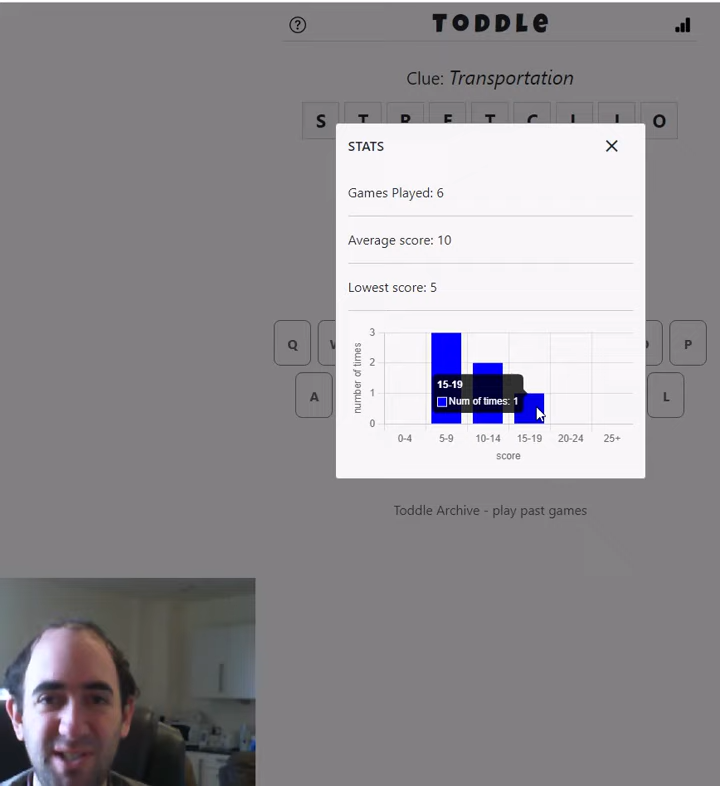 ?
TODDLe
Clue: Transportation
S T R E T C O
STATS
Games Played: 6
Average score: 10
Lowest score: 5
number of times
3
2
1
0
15-19
Num of times: 1
0-4 5-9 10-14 15-19 20-24 25+
score
Q P
A L
Toddle Archive - play past games